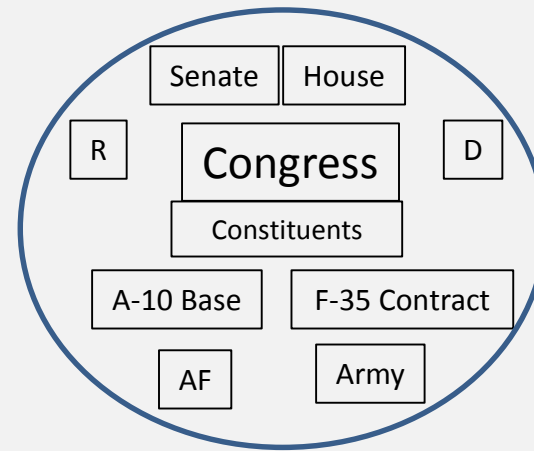 Senate House
R
D
Congress
Constituents
A-10 Base
F-35 Contract
AF
Army